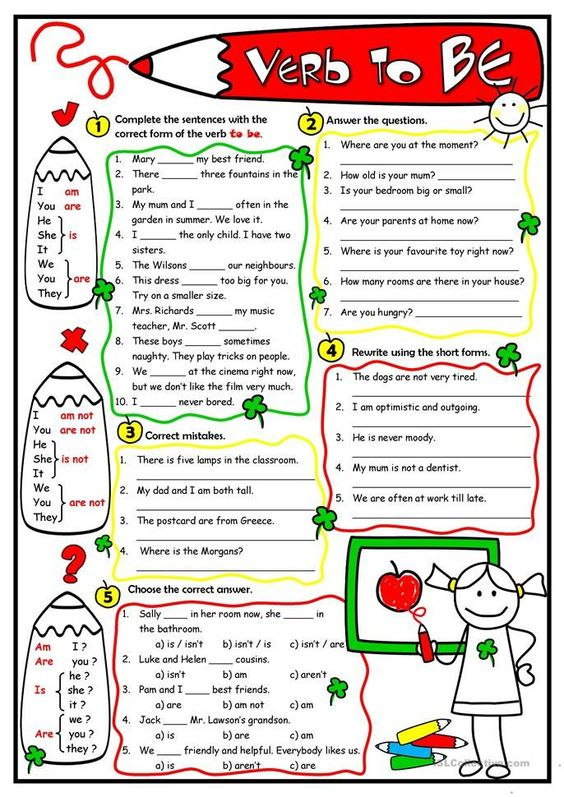 VERB TO BE
1 Complete the sentences with the
correct form of the verb to be.
1. Mary ______ my best friend.
2. There ______ three fountains in the
park.
3. My mum and I ______ often in the
garden in summer. We love it.
4. I ______ the only child. I have two
sisters.
5. The Wilsons ______ our neighbours.
6. This dress ______ too big for you.
Try on a smaller size.
7. Mrs. Richards ______ my music
teacher, Mr. Scott ______.
8. These boys ______ sometimes
naughty. They play tricks on people.
9. We ______ at the cinema right now,
but we don't like the film very much.
10. I ______ never bored.
I am
You are
He
She is
It
We
You are
They
2 Answer the questions.
1. Where are you at the moment?
2. How old is your mum? ______________
3. Is your bedroom big or small?
4. Are your parents at home now?
5. Where is your favourite toy right now?
6. How many rooms are there in your house?
7. Are you hungry? ______________
I am not
You are not
He
She is not
It
We
You are not
They
3 Correct mistakes.
1. There is five lamps in the classroom.
2. My dad and I am both tall.
3. The postcard are from Greece.
4. Where is the Morgans?
4 Rewrite using the short forms.
1. The dogs are not very tired.
2. I am optimistic and outgoing.
3. He is never moody.
4. My mum is not a dentist.
5. We are often at work till late.
?
Am I ?
Are you ?
he ?
Is she ?
it ?
we ?
Are you ?
they ?
5 Choose the correct answer.
1. Sally ____ in her room now, she _____ in
the bathroom.
a) is / isn't b) isn't / is c) isn't / are
2. Luke and Helen ____ cousins.
a) isn't b) am c) aren't
3. Pam and I ____ best friends.
a) are b) am not c) am
4. Jack ____ Mr. Lawson's grandson.
a) is b) are c) am
5. We ____ friendly and helpful. Everybody likes us.
a) is b) aren't c) are
iSLCollective.com